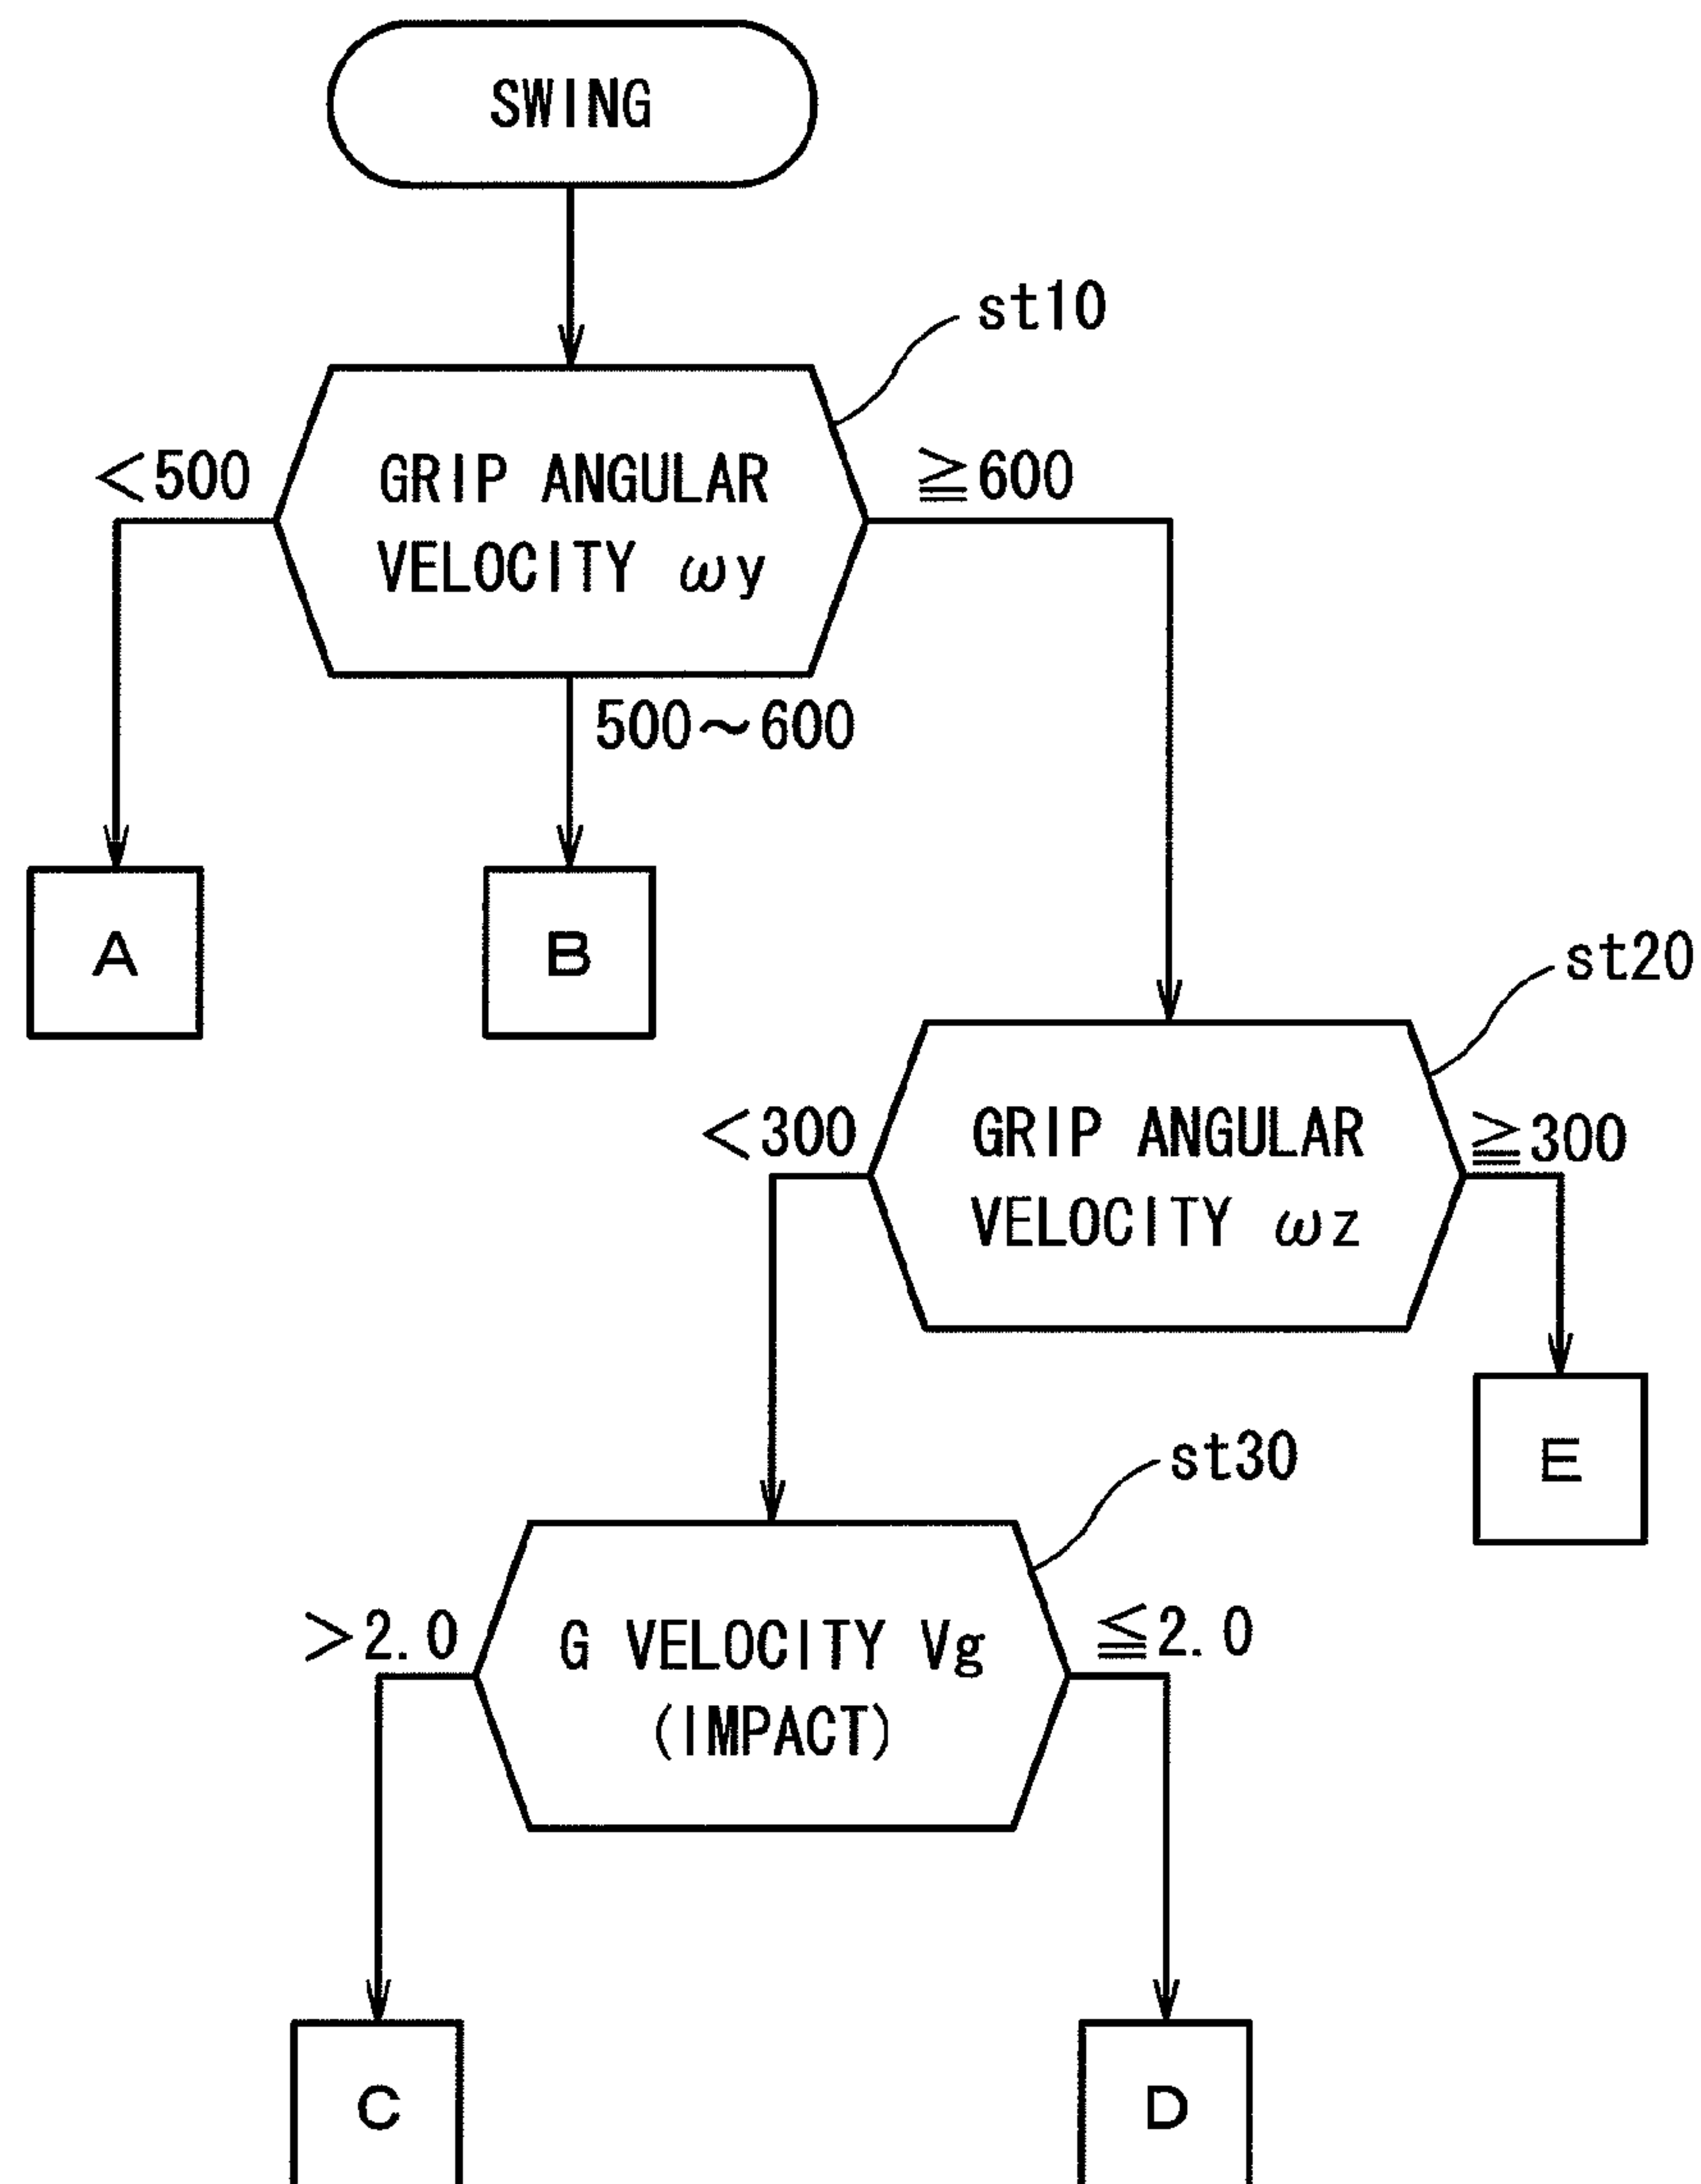 SWING
st10
<500
GRIP ANGULAR
VELOCITY ωy
≧600
500～600
A
B
st20
<300
GRIP ANGULAR
VELOCITY ωz
≧300
E
st30
>2.0
G VELOCITY Vg
(IMPACT)
≦2.0
C
D